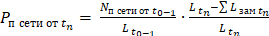 Pп сети от tn = Nп сети от t0−1 / Lt0−1 · (Ltn − ∑ Lзам tn) / Ltn